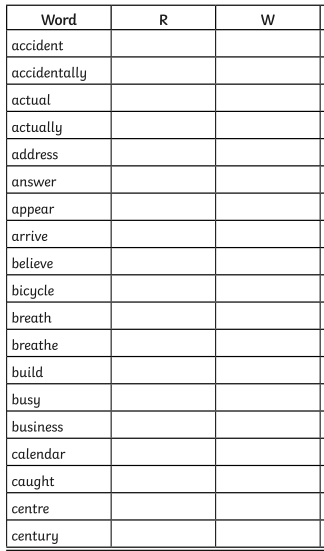 Word R W
accident
accidentally
actual
actually
address
answer
appear
arrive
believe
bicycle
breath
breathe
build
busy
business
calendar
caught
centre
century